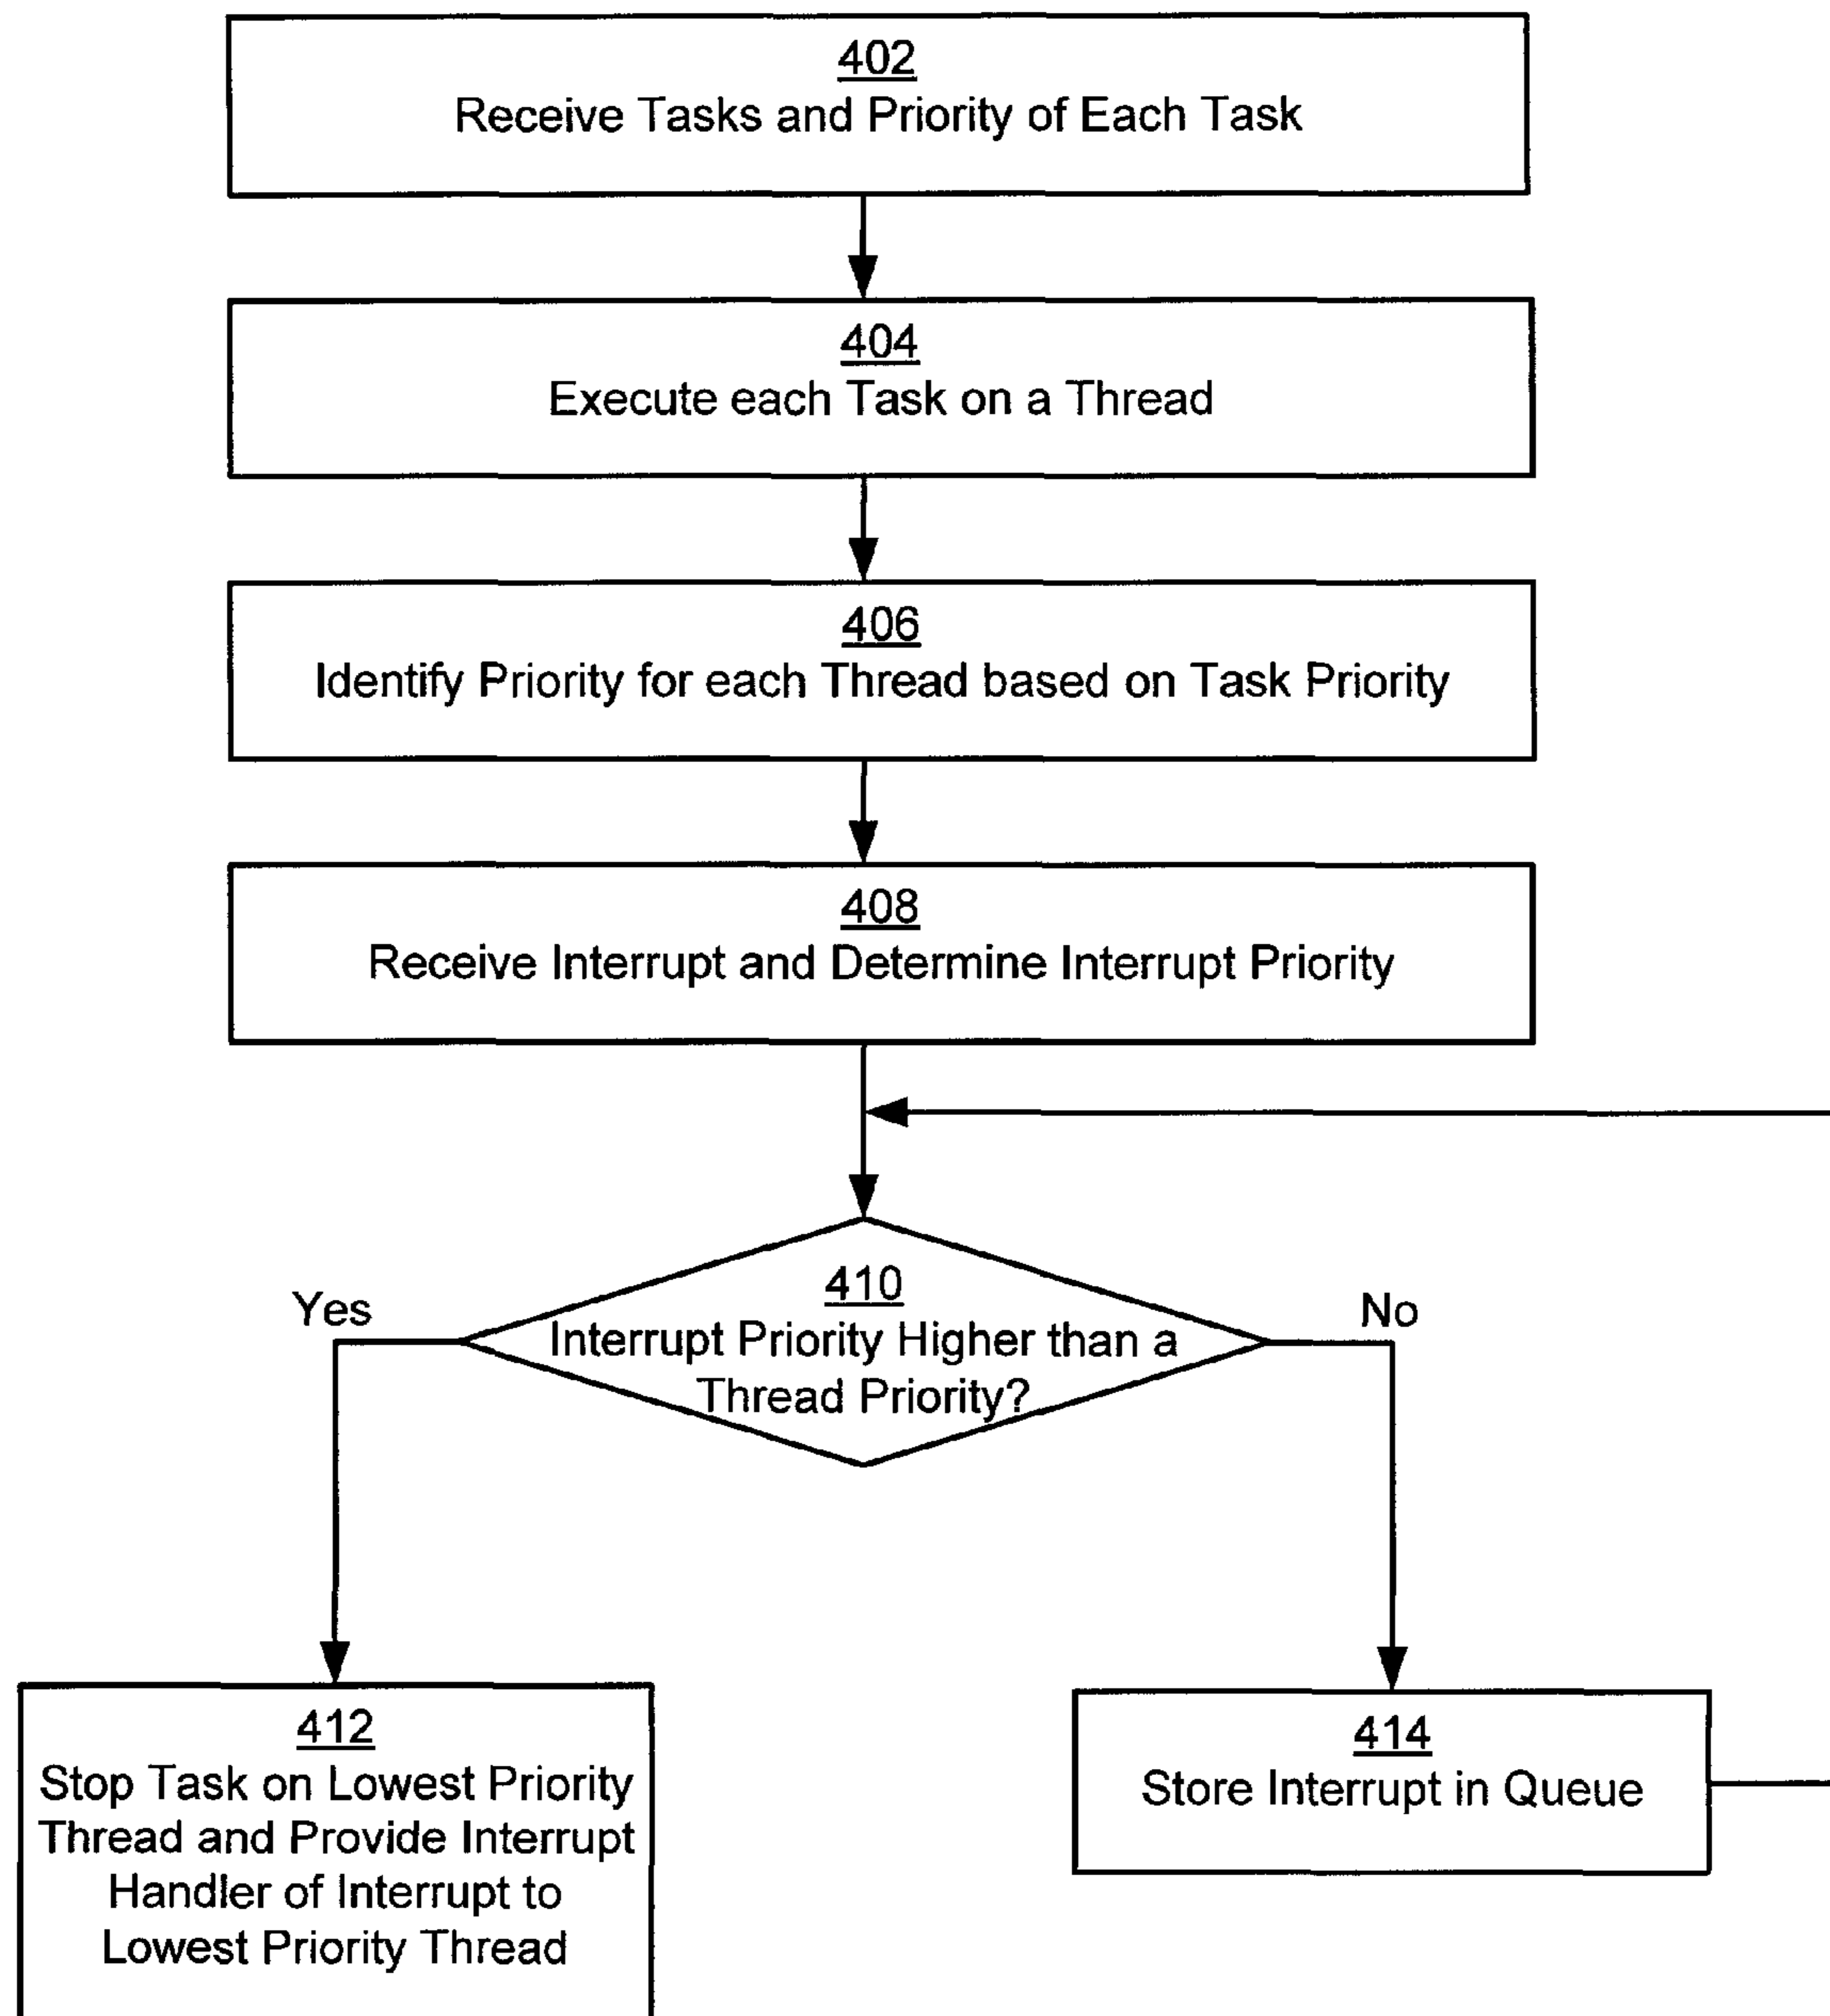 402
Receive Tasks and Priority of Each Task
404
Execute each Task on a Thread
406
Identify Priority for each Thread based on Task Priority
408
Receive Interrupt and Determine Interrupt Priority
410
Interrupt Priority Higher than a
Thread Priority?
Yes
No
412
Stop Task on Lowest Priority
Thread and Provide Interrupt
Handler of Interrupt to
Lowest Priority Thread
414
Store Interrupt in Queue